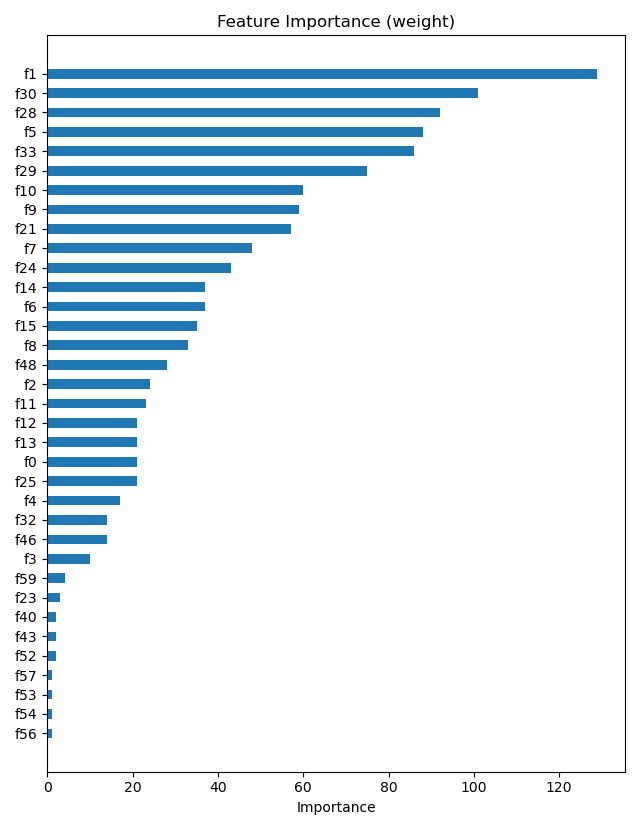 Feature Importance (weight)
f1
f30
f28
f5
f33
f29
f10
f9
f21
f7
f24
f14
f6
f15
f8
f48
f2
f11
f12
f13
f0
f25
f4
f32
f46
f3
f59
f23
f40
f43
f52
f57
f53
f54
f56
0 20 40 60 80 100 120
Importance